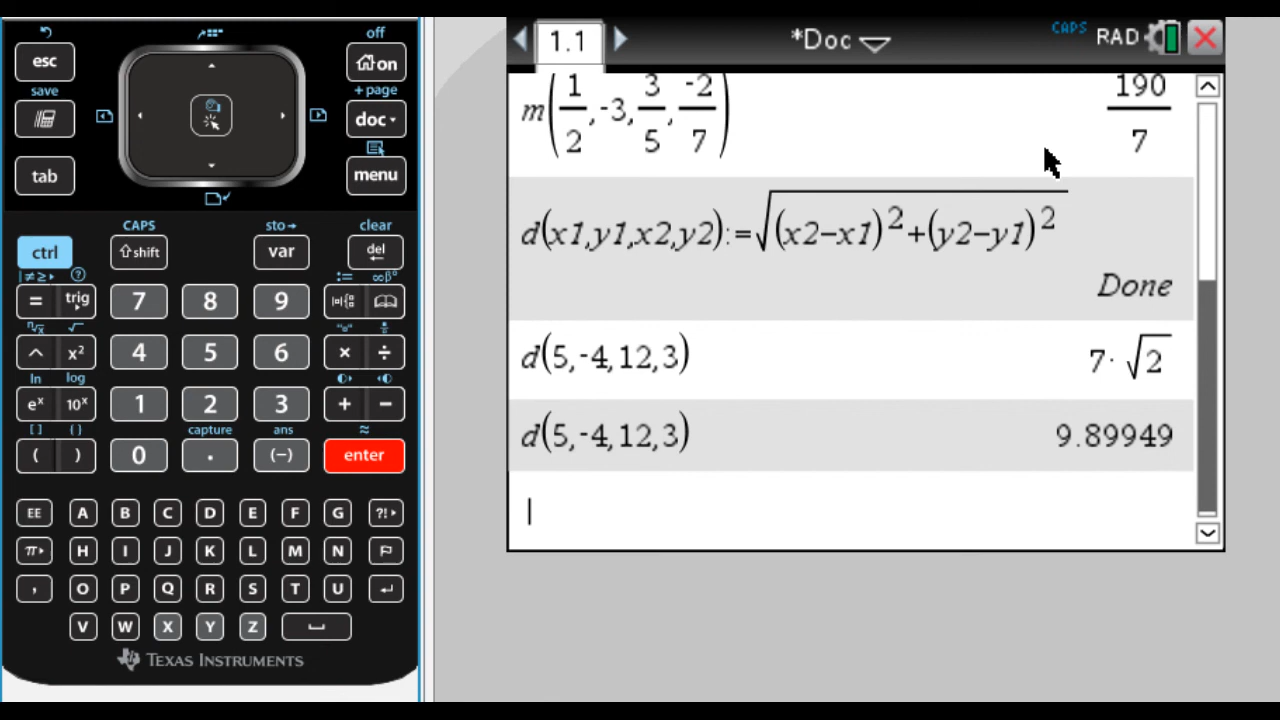 off
esc
on
save
+ page
doc
tab
menu
CAPS sto→ clear
ctrl shift var del
|≠≥▸ ? := ∞β°
= trig 7 8 9 |▫|{▫
ⁿ√x √ "▫" ▫/▫
^ x² 4 5 6 × ÷
ln log
eˣ 10ˣ 1 2 3 + −
[ ] { } capture ans ≈
( ) 0 . (−) enter
EE A B C D E F G ?!▸
π▸ H I J K L M N
, O P Q R S T U ↵
V W X Y Z
TEXAS INSTRUMENTS
1.1 *Doc CAPS RAD
m(1/2,-3,3/5,-2/7) 190/7
d(x1,y1,x2,y2):=√((x2−x1)²+(y2−y1)²)
Done
d(5,-4,12,3) 7·√2
d(5,-4,12,3) 9.89949